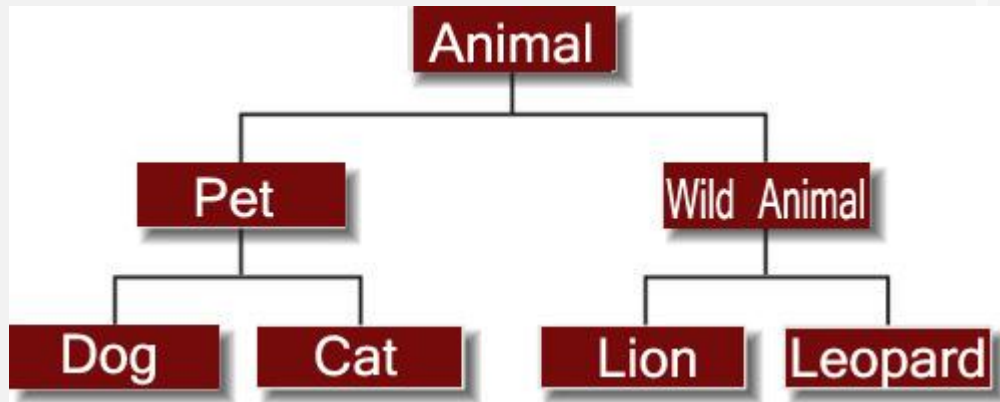 Animal
Pet
Wild Animal
Dog
Cat
Lion
Leopard